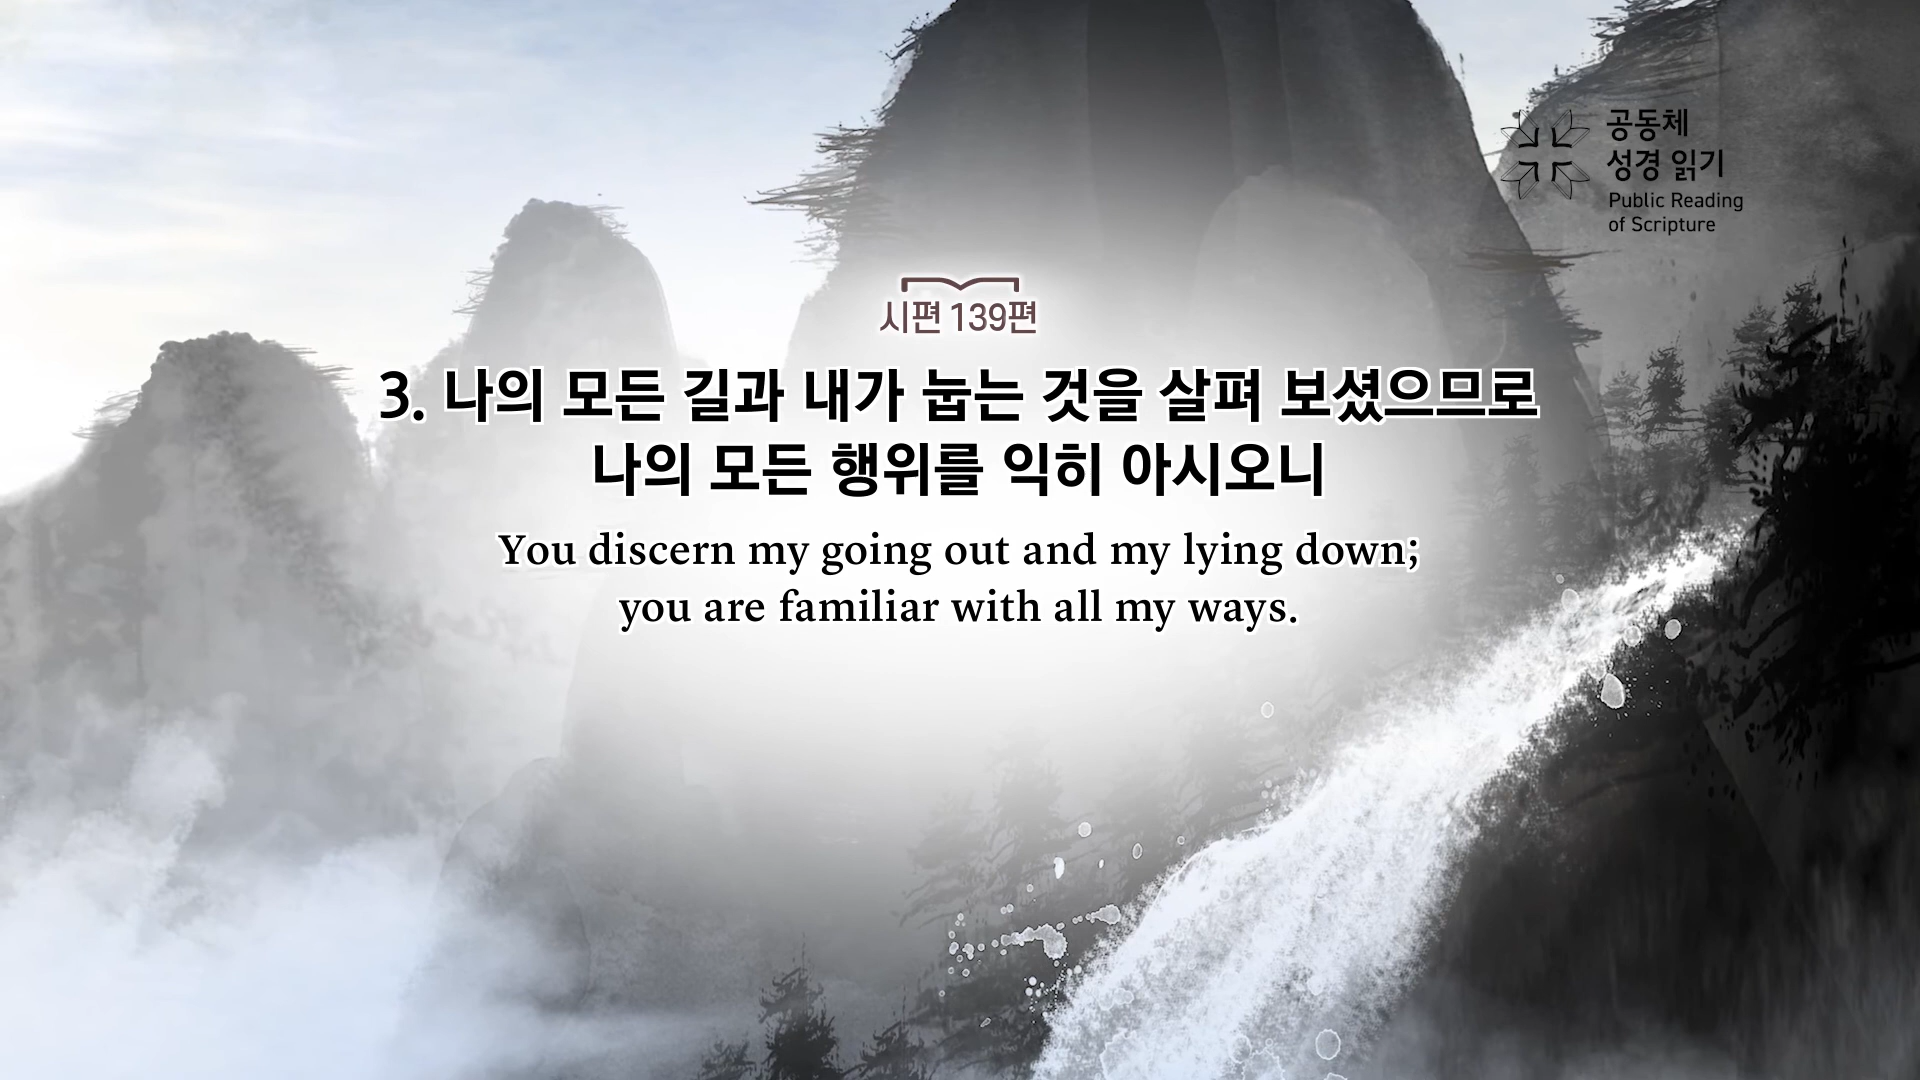 공동체
성경 읽기
Public Reading
of Scripture
시편 139편
3. 나의 모든 길과 내가 눕는 것을 살펴 보셨으므로
나의 모든 행위를 익히 아시오니
You discern my going out and my lying down;
you are familiar with all my ways.